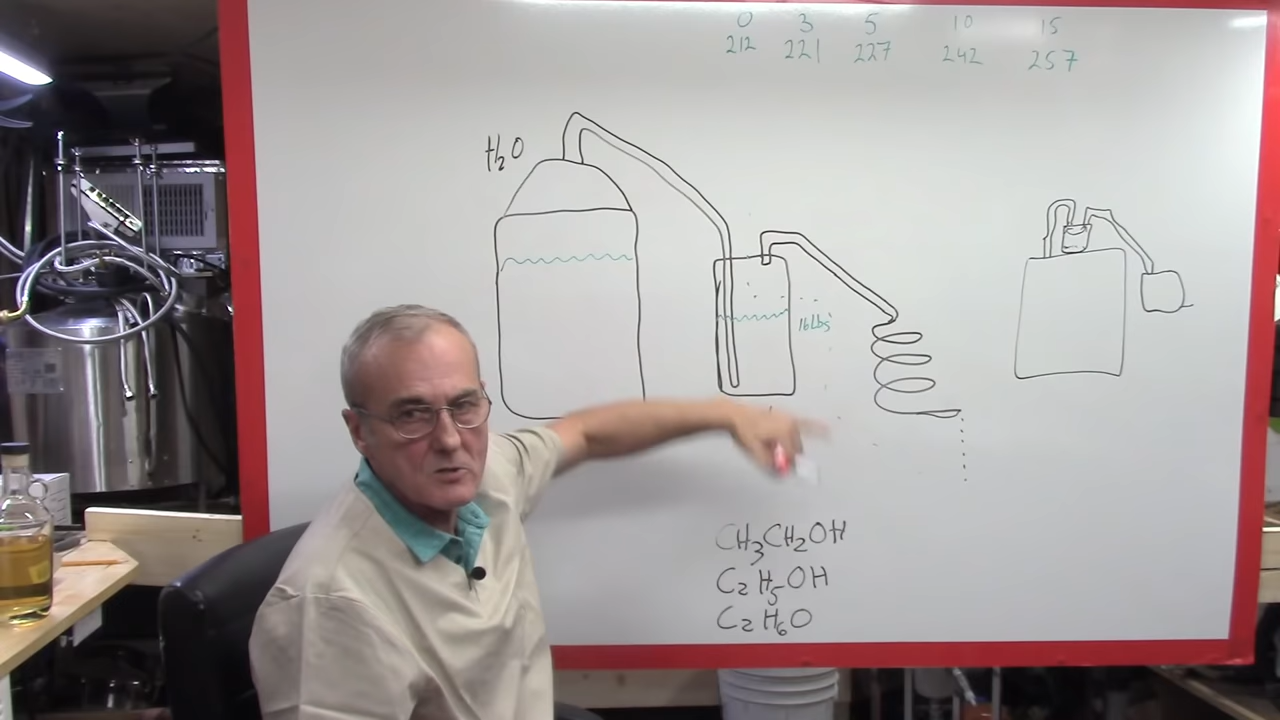 0 3 5 10 15
212 221 227 242 257
H₂O
16Lbs
CH₃CH₂OH
C₂H₅OH
C₂H₆O